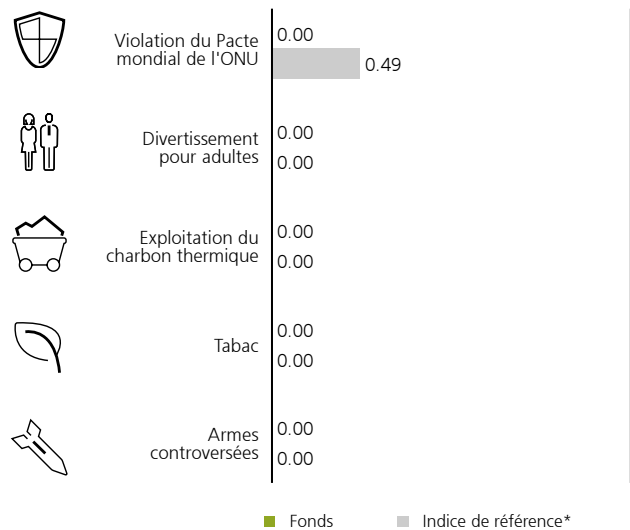 Violation du Pacte
mondial de l'ONU
0.00
0.49
Divertissement
pour adultes
0.00
0.00
Exploitation du
charbon thermique
0.00
0.00
Tabac
0.00
0.00
Armes
controversées
0.00
0.00
Fonds
Indice de référence*